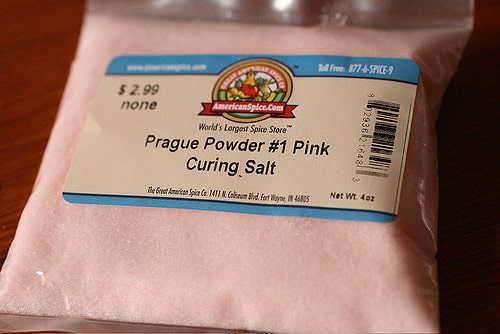 www.americanspice.com
Toll Free: 877-6-SPICE-9
$ 2.99
none
AmericanSpice.Com
World's Largest Spice Store™
Prague Powder #1 Pink
Curing Salt
The Great American Spice Co. 1411 N. Coliseum Blvd. Fort Wayne, IN 46805
Net Wt. 4oz